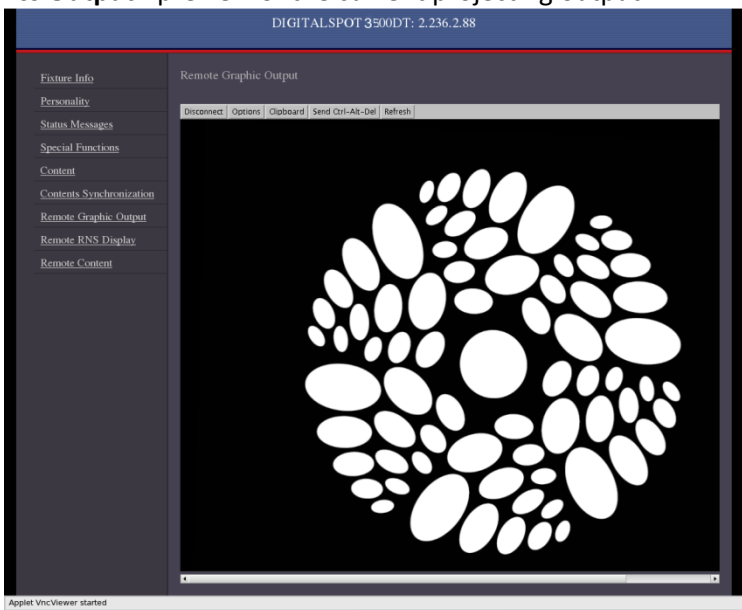 DIGITALSPOT 3500DT: 2.236.2.88
Fixture Info
Personality
Status Messages
Special Functions
Content
Contents Synchronization
Remote Graphic Output
Remote RNS Display
Remote Content
Remote Graphic Output
Disconnect Options Clipboard Send Ctrl-Alt-Del Refresh
Applet VncViewer started